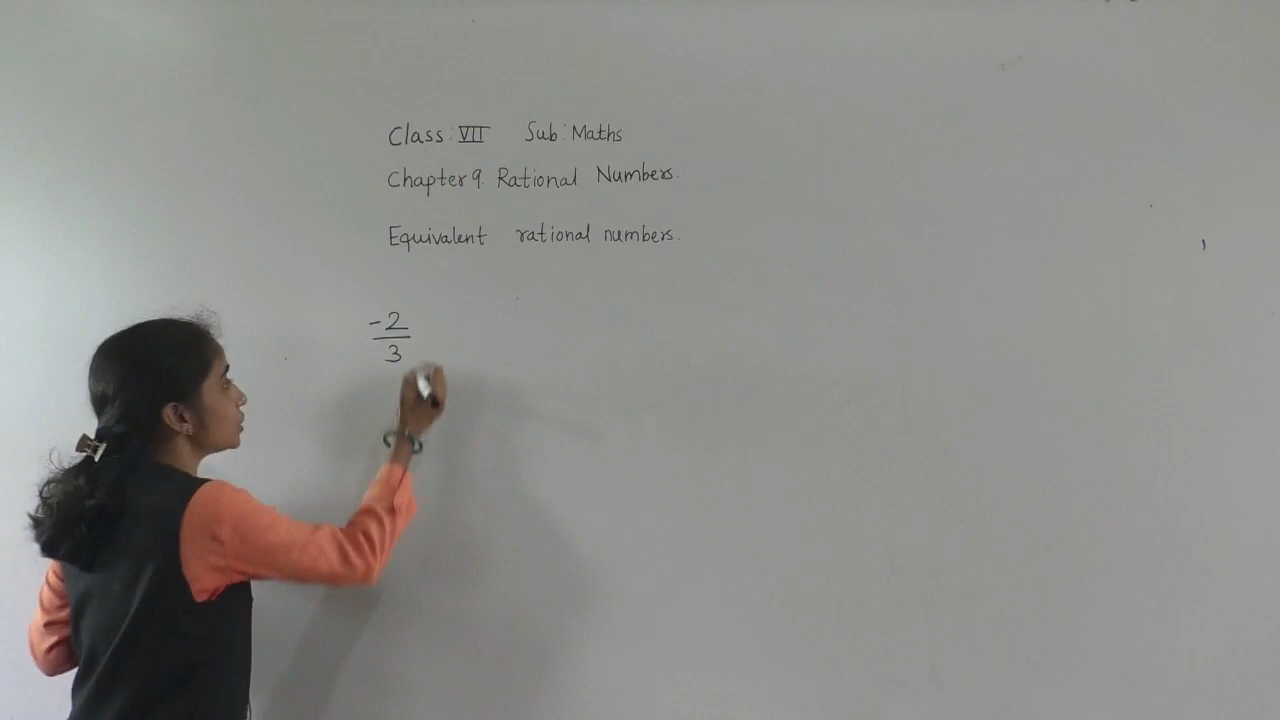 Class: VII Sub: Maths
Chapter 9. Rational Numbers.
Equivalent rational numbers.
-2
3